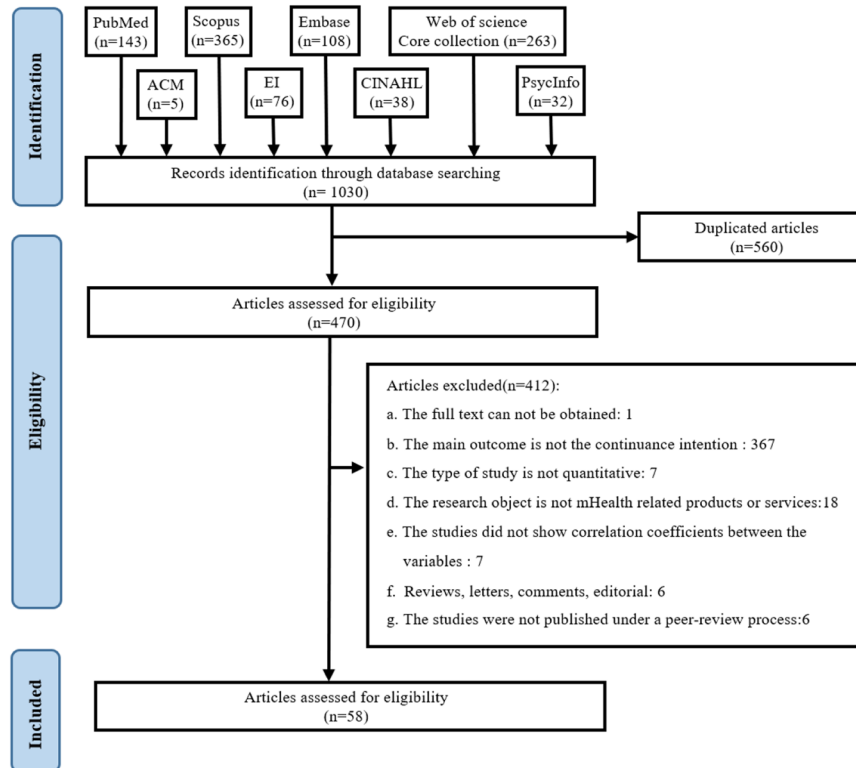 Identification
PubMed
(n=143)
Scopus
(n=365)
Embase
(n=108)
Web of science
Core collection (n=263)
ACM
(n=5)
EI
(n=76)
CINAHL
(n=38)
PsycInfo
(n=32)
Records identification through database searching
(n= 1030)
Duplicated articles
(n=560)
Eligibility
Articles assessed for eligibility
(n=470)
Articles excluded(n=412):
a. The full text can not be obtained: 1
b. The main outcome is not the continuance intention : 367
c. The type of study is not quantitative: 7
d. The research object is not mHealth related products or services:18
e. The studies did not show correlation coefficients between the
variables : 7
f. Reviews, letters, comments, editorial: 6
g. The studies were not published under a peer-review process:6
Included
Articles assessed for eligibility
(n=58)